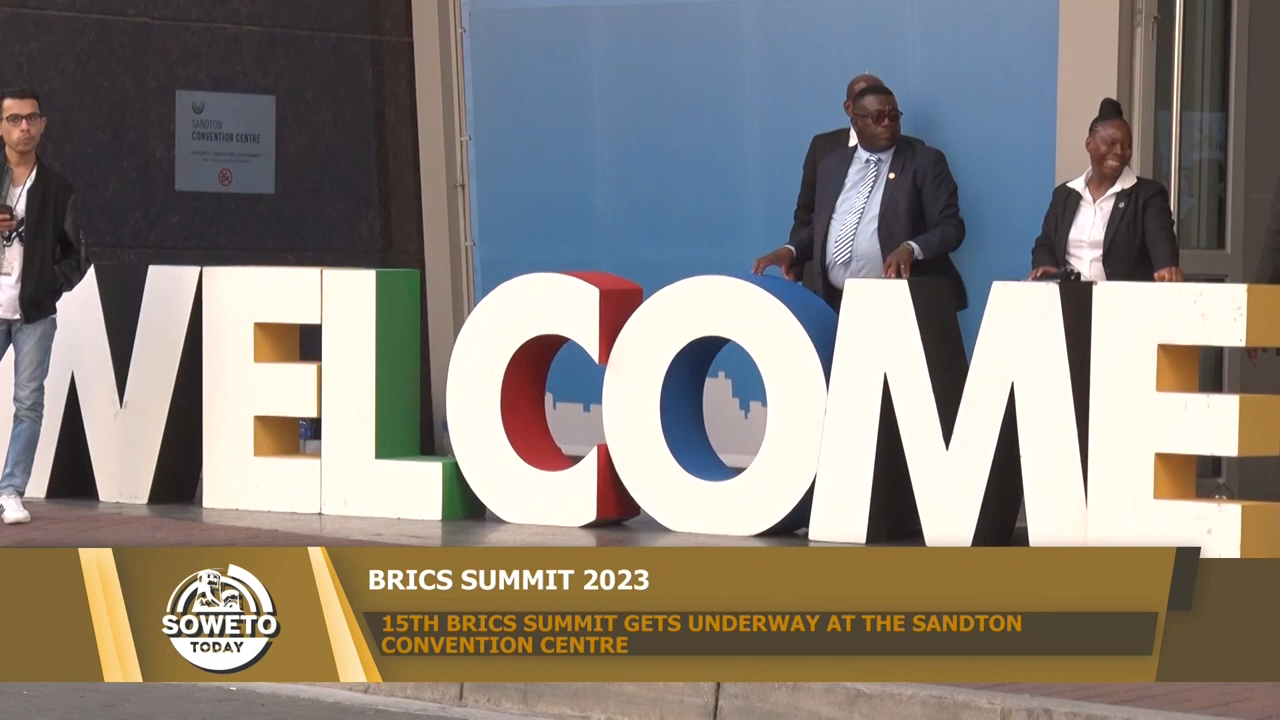 SANDTON
CONVENTION CENTRE
WELCOME
BRICS SUMMIT 2023
SOWETO
TODAY
15TH BRICS SUMMIT GETS UNDERWAY AT THE SANDTON
CONVENTION CENTRE